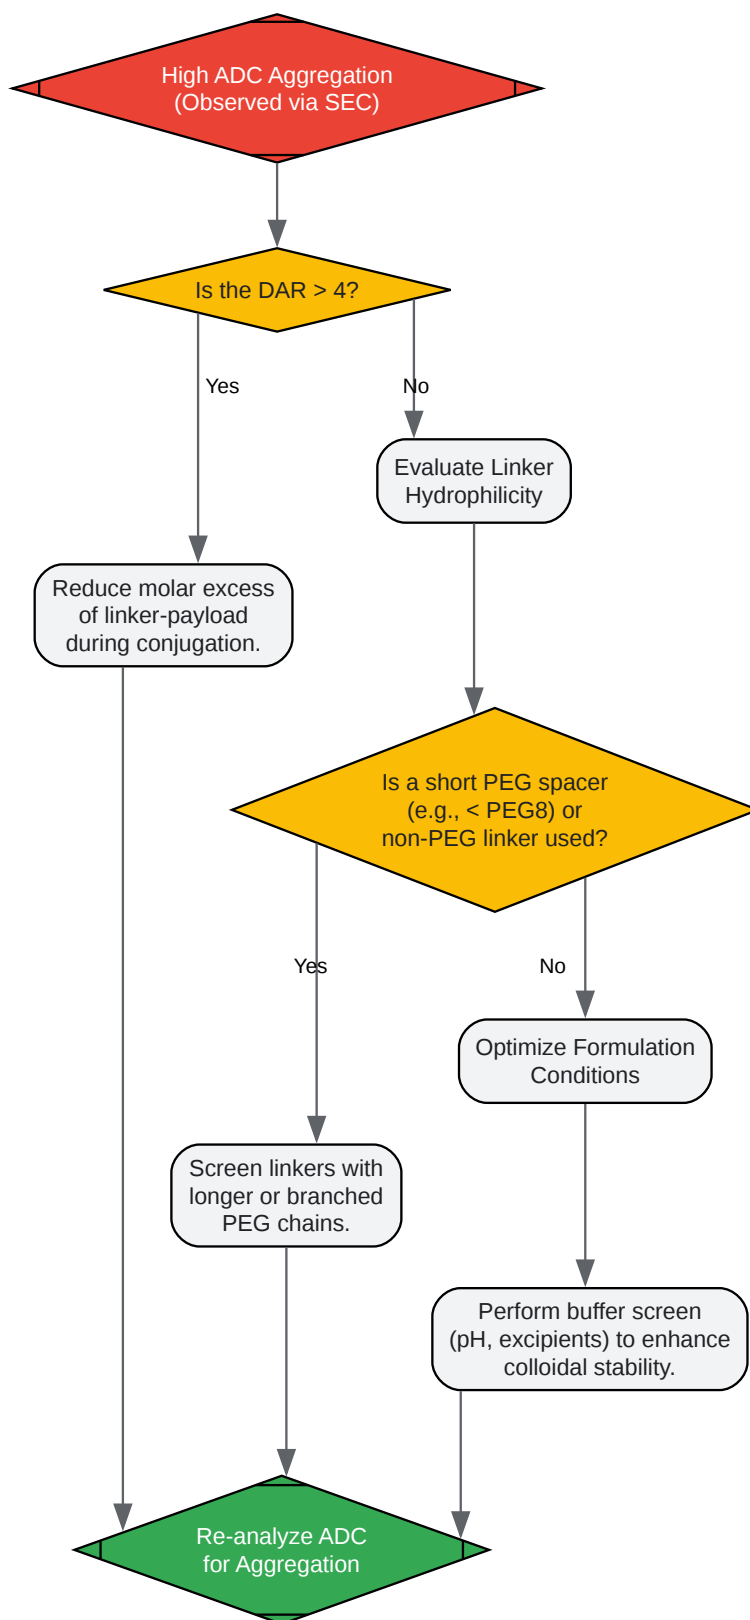 High ADC Aggregation
(Observed via SEC)
Is the DAR > 4?
Yes
No
Evaluate Linker
Hydrophilicity
Reduce molar excess
of linker-payload
during conjugation.
Is a short PEG spacer
(e.g., < PEG8) or
non-PEG linker used?
Yes
No
Optimize Formulation
Conditions
Screen linkers with
longer or branched
PEG chains.
Perform buffer screen
(pH, excipients) to enhance
colloidal stability.
Re-analyze ADC
for Aggregation